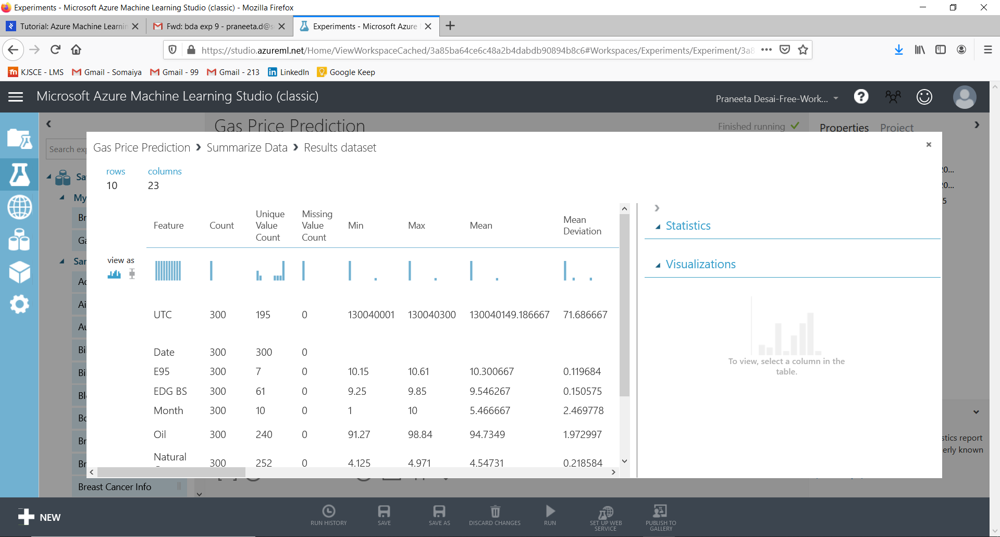 Experiments - Microsoft Azure Machine Learning Studio (classic) - Mozilla Firefox
Tutorial: Azure Machine Learnin
Fwd: bda exp 9 - praneeta.d@s
Experiments - Microsoft Azure
https://studio.azureml.net/Home/ViewWorkspaceCached/3a85ba64ce6c48a2b4dabdb90894b8c6#Workspaces/Experiments/Experiment/3a8
KJSCE - LMS Gmail - Somaiya Gmail - 99 Gmail - 213 LinkedIn Google Keep
Microsoft Azure Machine Learning Studio (classic)
Praneeta Desai-Free-Work...
Gas Price Prediction
Finished running
Properties Project
Search exp
Gas Price Prediction > Summarize Data > Results dataset
rows columns
10 23
Feature Count Unique Value Count Missing Value Count Min Max Mean Mean Deviation
view as
UTC 300 195 0 130040001 130040300 130040149.186667 71.686667
Date 300 300 0
E95 300 7 0 10.15 10.61 10.300667 0.119684
EDG BS 300 61 0 9.25 9.85 9.546267 0.150575
Month 300 10 0 1 10 5.466667 2.469778
Oil 300 240 0 91.27 98.84 94.7349 1.972997
Natural 300 252 0 4.125 4.971 4.54731 0.218584
Statistics
Visualizations
To view, select a column in the
table.
Sa
My
Br
Ga
Sar
Ac
Ai
Au
Bil
Bil
Blo
Bo
Br
Br
Breast Cancer Info
20...
20...
5
stics report
erly known
NEW
RUN HISTORY
SAVE
SAVE AS
DISCARD CHANGES
RUN
SET UP WEB
SERVICE
PUBLISH TO
GALLERY